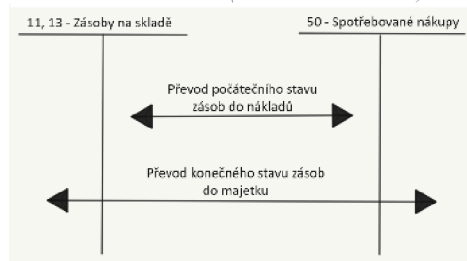 11, 13 - Zásoby na skladě
50 - Spotřebované nákupy
Převod počátečního stavu
zásob do nákladů
Převod konečného stavu zásob
do majetku